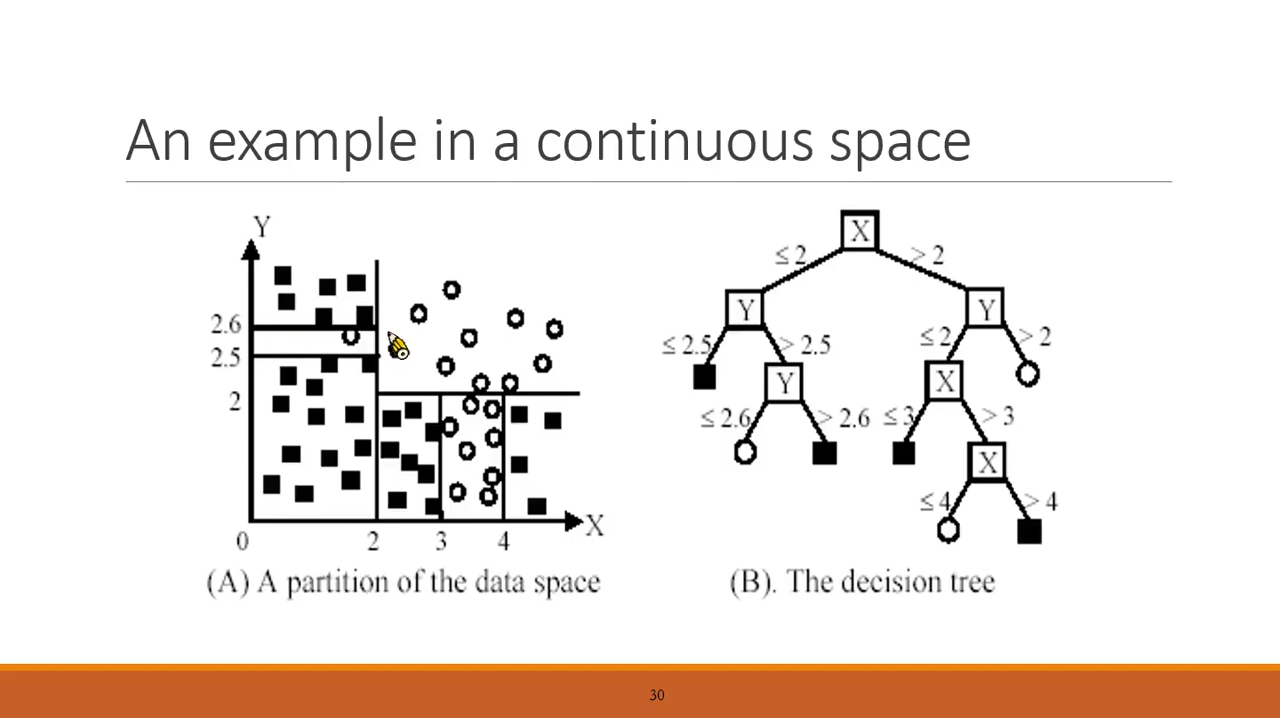 An example in a continuous space
Y
2.6
2.5
2
0
2
3
4
X
(A) A partition of the data space
X
≤ 2
> 2
Y
Y
≤ 2.5
> 2.5
≤ 2
> 2
Y
X
≤ 2.6
> 2.6
≤ 3
> 3
X
≤ 4
> 4
(B). The decision tree
30